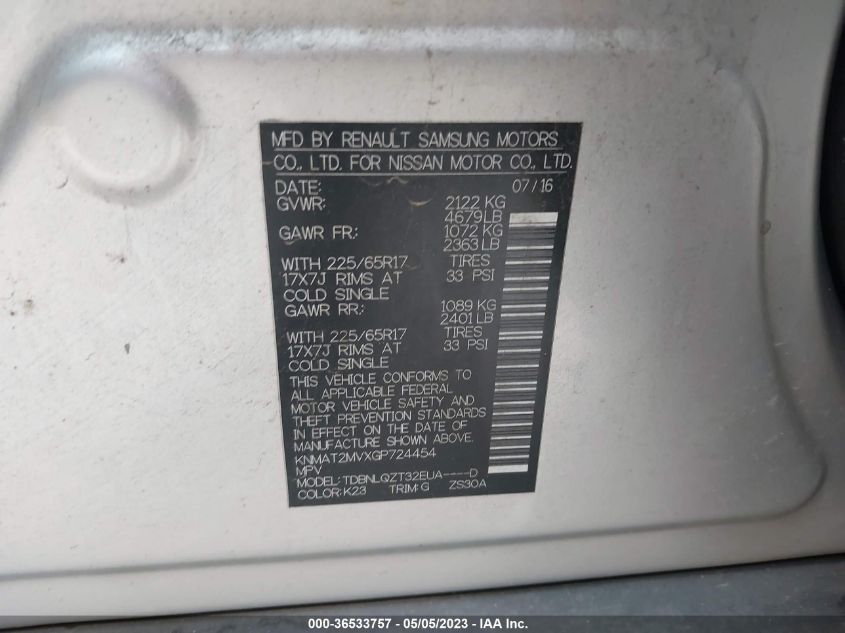 MFD BY RENAULT SAMSUNG MOTORS
CO., LTD. FOR NISSAN MOTOR CO., LTD.
DATE: 07/16
GVWR: 2122 KG
4679LB
GAWR FR.: 1072 KG
2363LB
WITH 225/65R17 TIRES
17X7J RIMS AT 33 PSI
COLD SINGLE
GAWR RR.: 1089 KG
2401LB
WITH 225/65R17 TIRES
17X7J RIMS AT 33 PSI
COLD SINGLE
THIS VEHICLE CONFORMS TO
ALL APPLICABLE FEDERAL
MOTOR VEHICLE SAFETY AND
THEFT PREVENTION STANDARDS
IN EFFECT ON THE DATE OF
MANUFACTURE SHOWN ABOVE.
KNMAT2MVXGP724454
MPV
MODEL: TDBNLQZT32EUA----D
COLOR: K23 TRIM: G ZS30A
000-36533757 - 05/05/2023 - © IAA Inc.